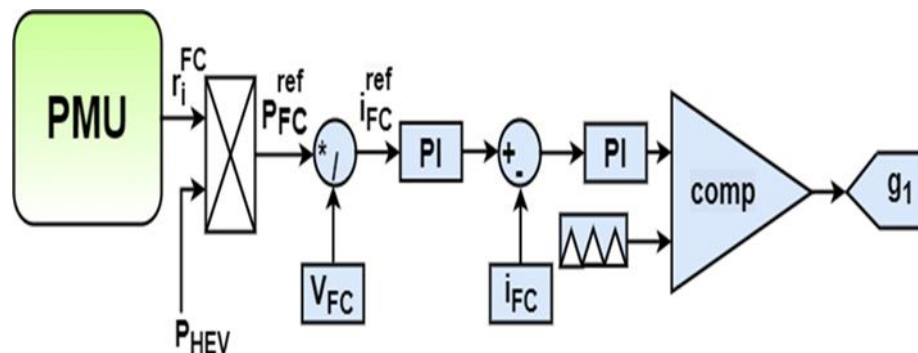 PMU
r_i^FC
P_HEV
P_FC^ref
* /
V_FC
i_FC^ref
PI
+ -
i_FC
PI
comp
g_1